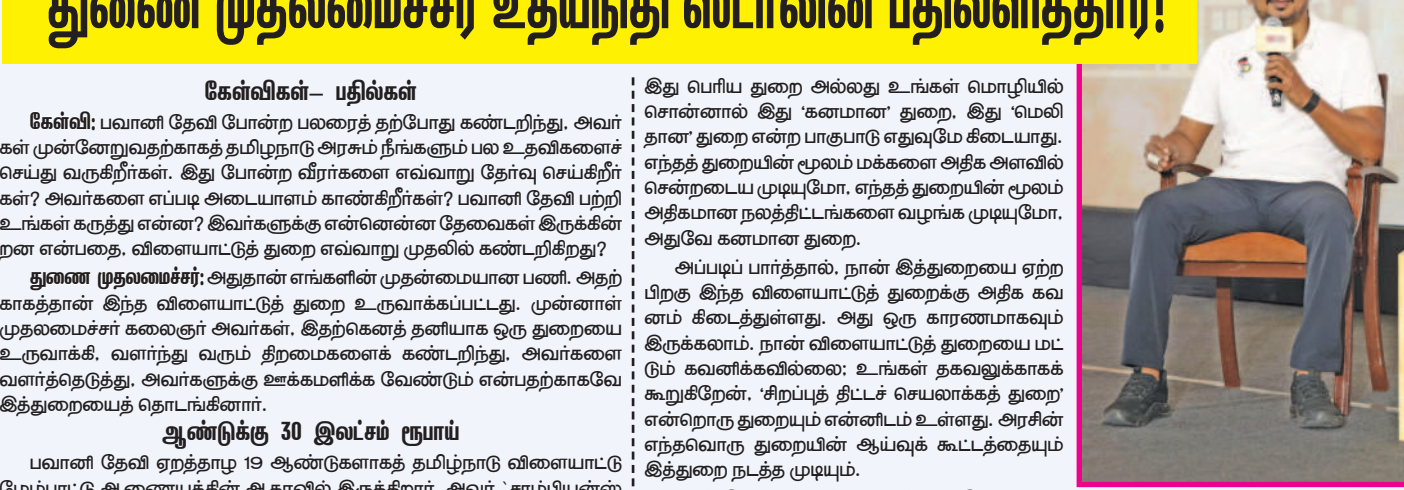 துணை முதலமைச்சர் உதயநிதி ஸ்டாலின் பதிலளித்தார்!
கேள்விகள்– பதில்கள்
கேள்வி: பவானி தேவி போன்ற பலரைத் தற்போது கண்டறிந்து, அவர்
கள் முன்னேறுவதற்காகத் தமிழ்நாடு அரசும் நீங்களும் பல உதவிகளைச்
செய்து வருகிறீர்கள். இது போன்ற வீரர்களை எவ்வாறு தேர்வு செய்கிறீர்
கள்? அவர்களை எப்படி அடையாளம் காண்கிறீர்கள்? பவானி தேவி பற்றி
உங்கள் கருத்து என்ன? இவர்களுக்கு என்னென்ன தேவைகள் இருக்கின்
றன என்பதை, விளையாட்டுத் துறை எவ்வாறு முதலில் கண்டறிகிறது?
துணை முதலமைச்சர்: அதுதான் எங்களின் முதன்மையான பணி. அதற்
காகத்தான் இந்த விளையாட்டுத் துறை உருவாக்கப்பட்டது. முன்னாள்
முதலமைச்சர் கலைஞர் அவர்கள், இதற்கெனத் தனியாக ஒரு துறையை
உருவாக்கி, வளர்ந்து வரும் திறமைகளைக் கண்டறிந்து, அவர்களை
வளர்த்தெடுத்து, அவர்களுக்கு ஊக்கமளிக்க வேண்டும் என்பதற்காகவே
இத்துறையைத் தொடங்கினார்.
ஆண்டுக்கு 30 இலட்சம் ரூபாய்
பவானி தேவி ஏறத்தாழ 19 ஆண்டுகளாகத் தமிழ்நாடு விளையாட்டு
மேம்பாட்டு ஆணையத்தின் ஆதரவில் இருக்கிறார். அவர் 'சாம்பியன்ஸ்
இது பெரிய துறை அல்லது உங்கள் மொழியில்
சொன்னால் இது 'கனமான' துறை, இது 'மெலி
தான' துறை என்ற பாகுபாடு எதுவுமே கிடையாது.
எந்தத் துறையின் மூலம் மக்களை அதிக அளவில்
சென்றடைய முடியுமோ, எந்தத் துறையின் மூலம்
அதிகமான நலத்திட்டங்களை வழங்க முடியுமோ,
அதுவே கனமான துறை.
அப்படிப் பார்த்தால், நான் இத்துறையை ஏற்ற
பிறகு இந்த விளையாட்டுத் துறைக்கு அதிக கவ
னம் கிடைத்துள்ளது. அது ஒரு காரணமாகவும்
இருக்கலாம். நான் விளையாட்டுத் துறையை மட்
டும் கவனிக்கவில்லை; உங்கள் தகவலுக்காகக்
கூறுகிறேன், 'சிறப்புத் திட்டச் செயலாக்கத் துறை'
என்றொரு துறையும் என்னிடம் உள்ளது. அரசின்
எந்தவொரு துறையின் ஆய்வுக் கூட்டத்தையும்
இத்துறை நடத்த முடியும்.